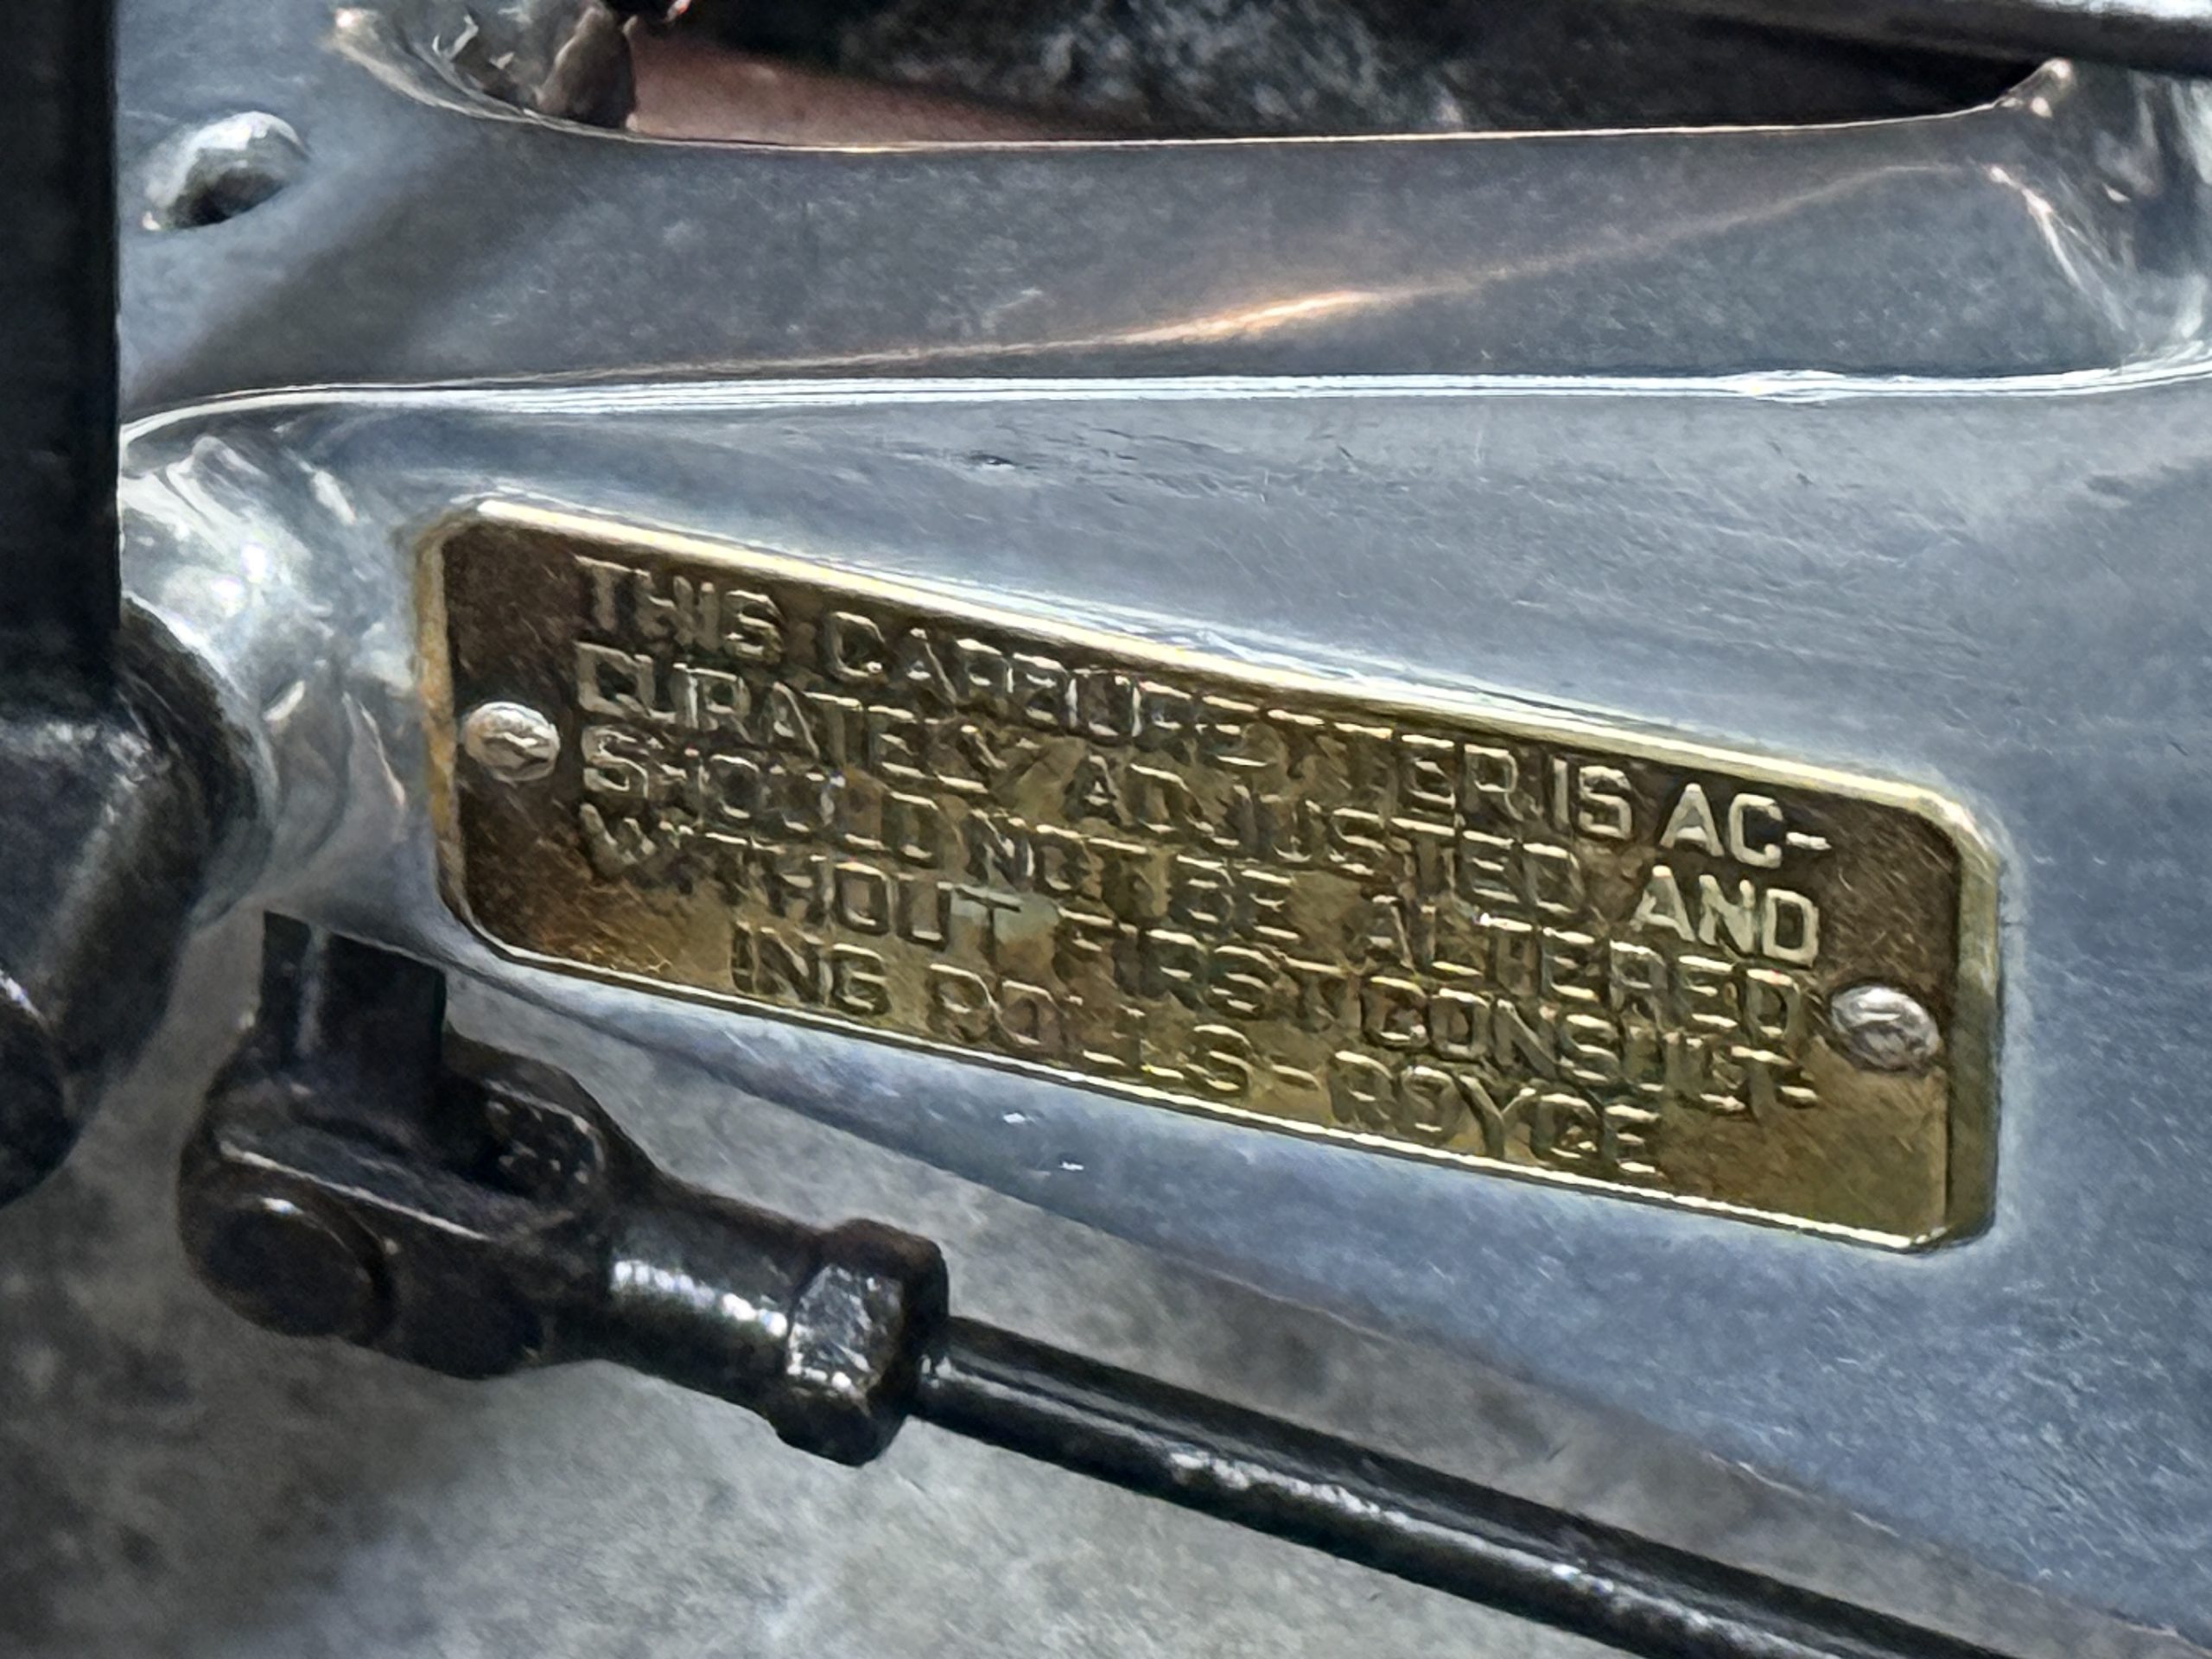 THIS CARBURETTER IS AC-
CURATELY ADJUSTED AND
SHOULD NOT BE ALTERED
WITHOUT FIRST CONSULT-
ING ROLLS-ROYCE